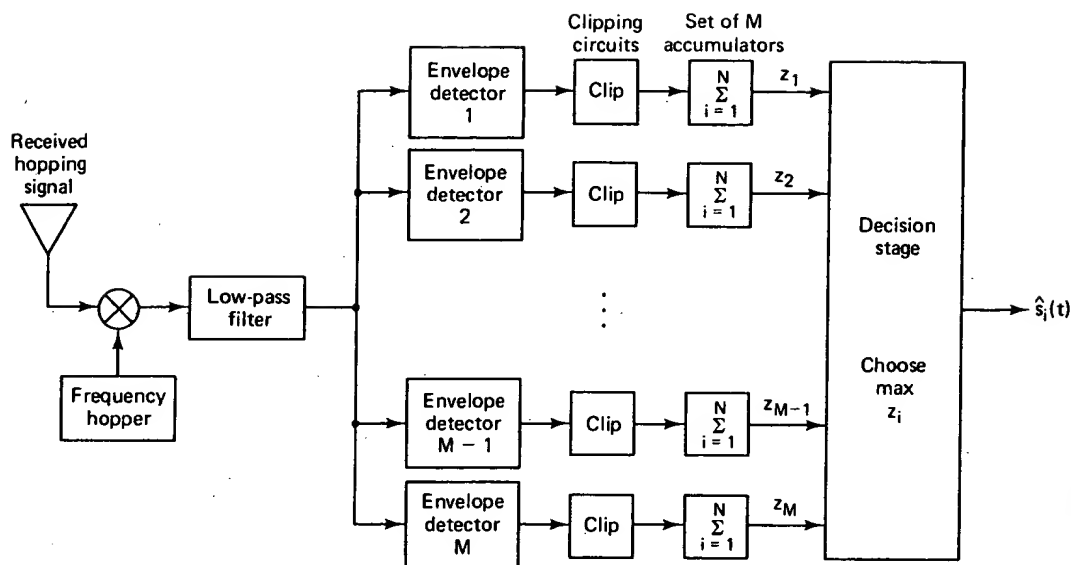 Clipping
circuits
Set of M
accumulators
Envelope
detector
1
Clip
N
Σ
i = 1
z₁
Received
hopping
signal
Envelope
detector
2
Clip
N
Σ
i = 1
z₂
Decision
stage
Low-pass
filter
ŝᵢ(t)
Choose
max
zᵢ
Frequency
hopper
Envelope
detector
M − 1
Clip
N
Σ
i = 1
z_{M−1}
Envelope
detector
M
Clip
N
Σ
i = 1
z_M